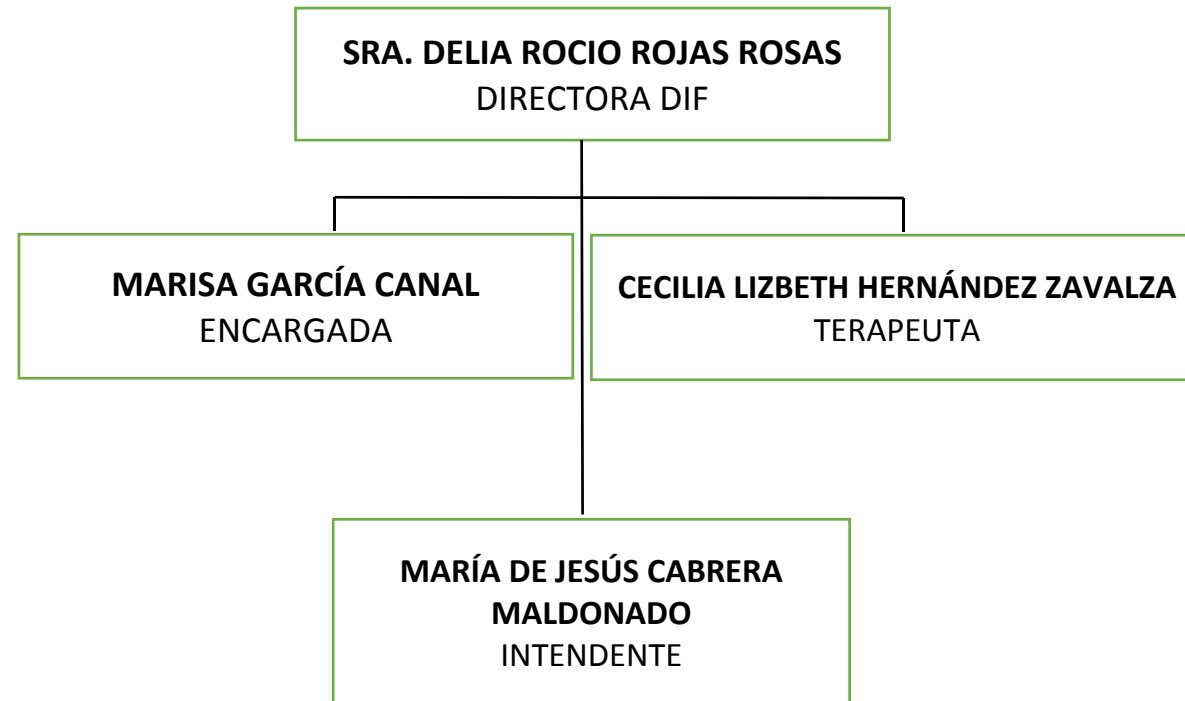 SRA. DELIA ROCIO ROJAS ROSAS
DIRECTORA DIF
MARISA GARCÍA CANAL
ENCARGADA
CECILIA LIZBETH HERNÁNDEZ ZAVALZA
TERAPEUTA
MARÍA DE JESÚS CABRERA
MALDONADO
INTENDENTE